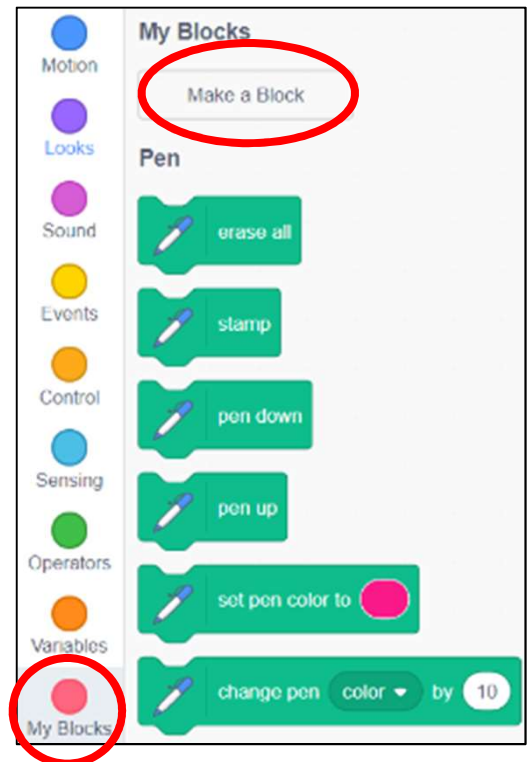 Motion
Looks
Sound
Events
Control
Sensing
Operators
Variables
My Blocks
My Blocks
Make a Block
Pen
erase all
stamp
pen down
pen up
set pen color to
change pen color by 10